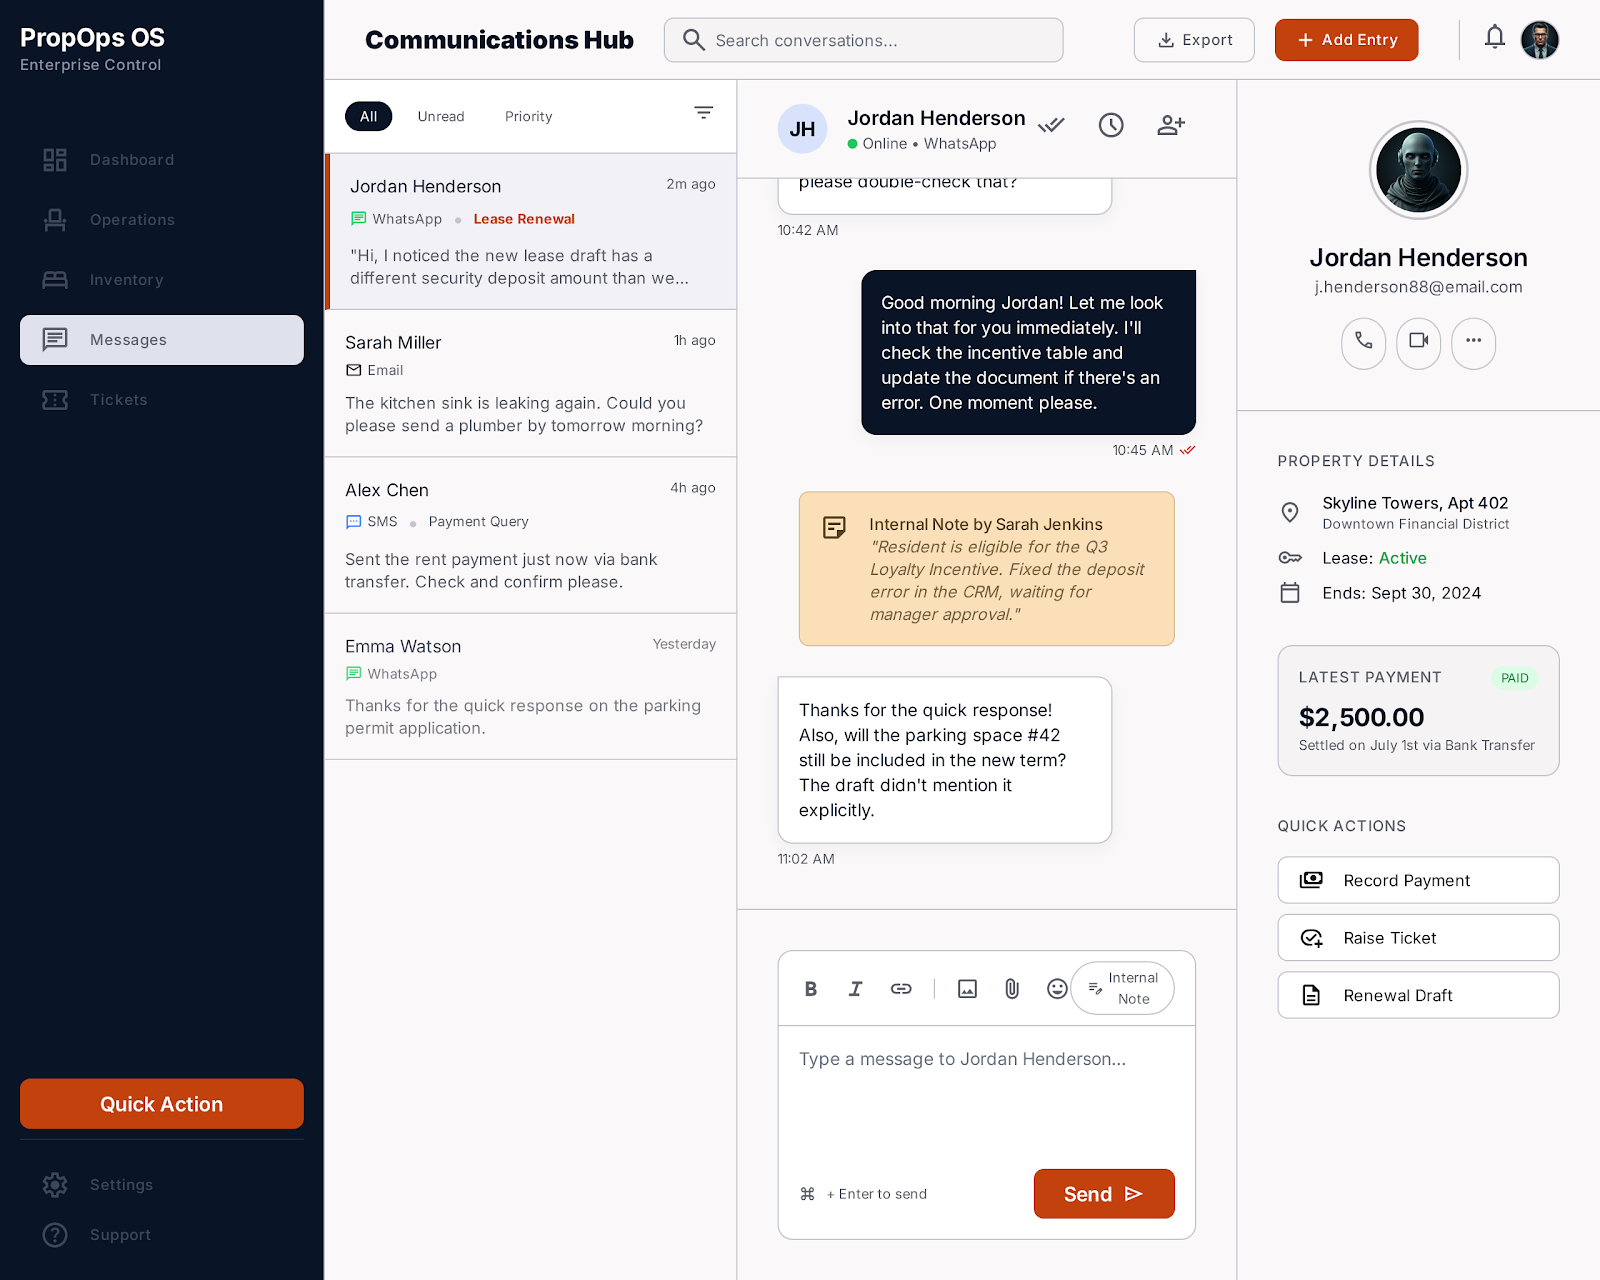 PropOps OS
Enterprise Control
Dashboard
Operations
Inventory
Messages
Tickets
Quick Action
Settings
Support
Communications Hub
Search conversations...
Export
Add Entry
All
Unread
Priority
Jordan Henderson
2m ago
WhatsApp
Lease Renewal
"Hi, I noticed the new lease draft has a
different security deposit amount than we...
Sarah Miller
1h ago
Email
The kitchen sink is leaking again. Could you
please send a plumber by tomorrow morning?
Alex Chen
4h ago
SMS
Payment Query
Sent the rent payment just now via bank
transfer. Check and confirm please.
Emma Watson
Yesterday
WhatsApp
Thanks for the quick response on the parking
permit application.
JH
Jordan Henderson
Online • WhatsApp
please double-check that?
10:42 AM
Good morning Jordan! Let me look
into that for you immediately. I'll
check the incentive table and
update the document if there's an
error. One moment please.
10:45 AM
Internal Note by Sarah Jenkins
"Resident is eligible for the Q3
Loyalty Incentive. Fixed the deposit
error in the CRM, waiting for
manager approval."
Thanks for the quick response!
Also, will the parking space #42
still be included in the new term?
The draft didn't mention it
explicitly.
11:02 AM
B I
Internal
Note
Type a message to Jordan Henderson...
⌘ + Enter to send
Send
Jordan Henderson
j.henderson88@email.com
PROPERTY DETAILS
Skyline Towers, Apt 402
Downtown Financial District
Lease: Active
Ends: Sept 30, 2024
LATEST PAYMENT
PAID
$2,500.00
Settled on July 1st via Bank Transfer
QUICK ACTIONS
Record Payment
Raise Ticket
Renewal Draft